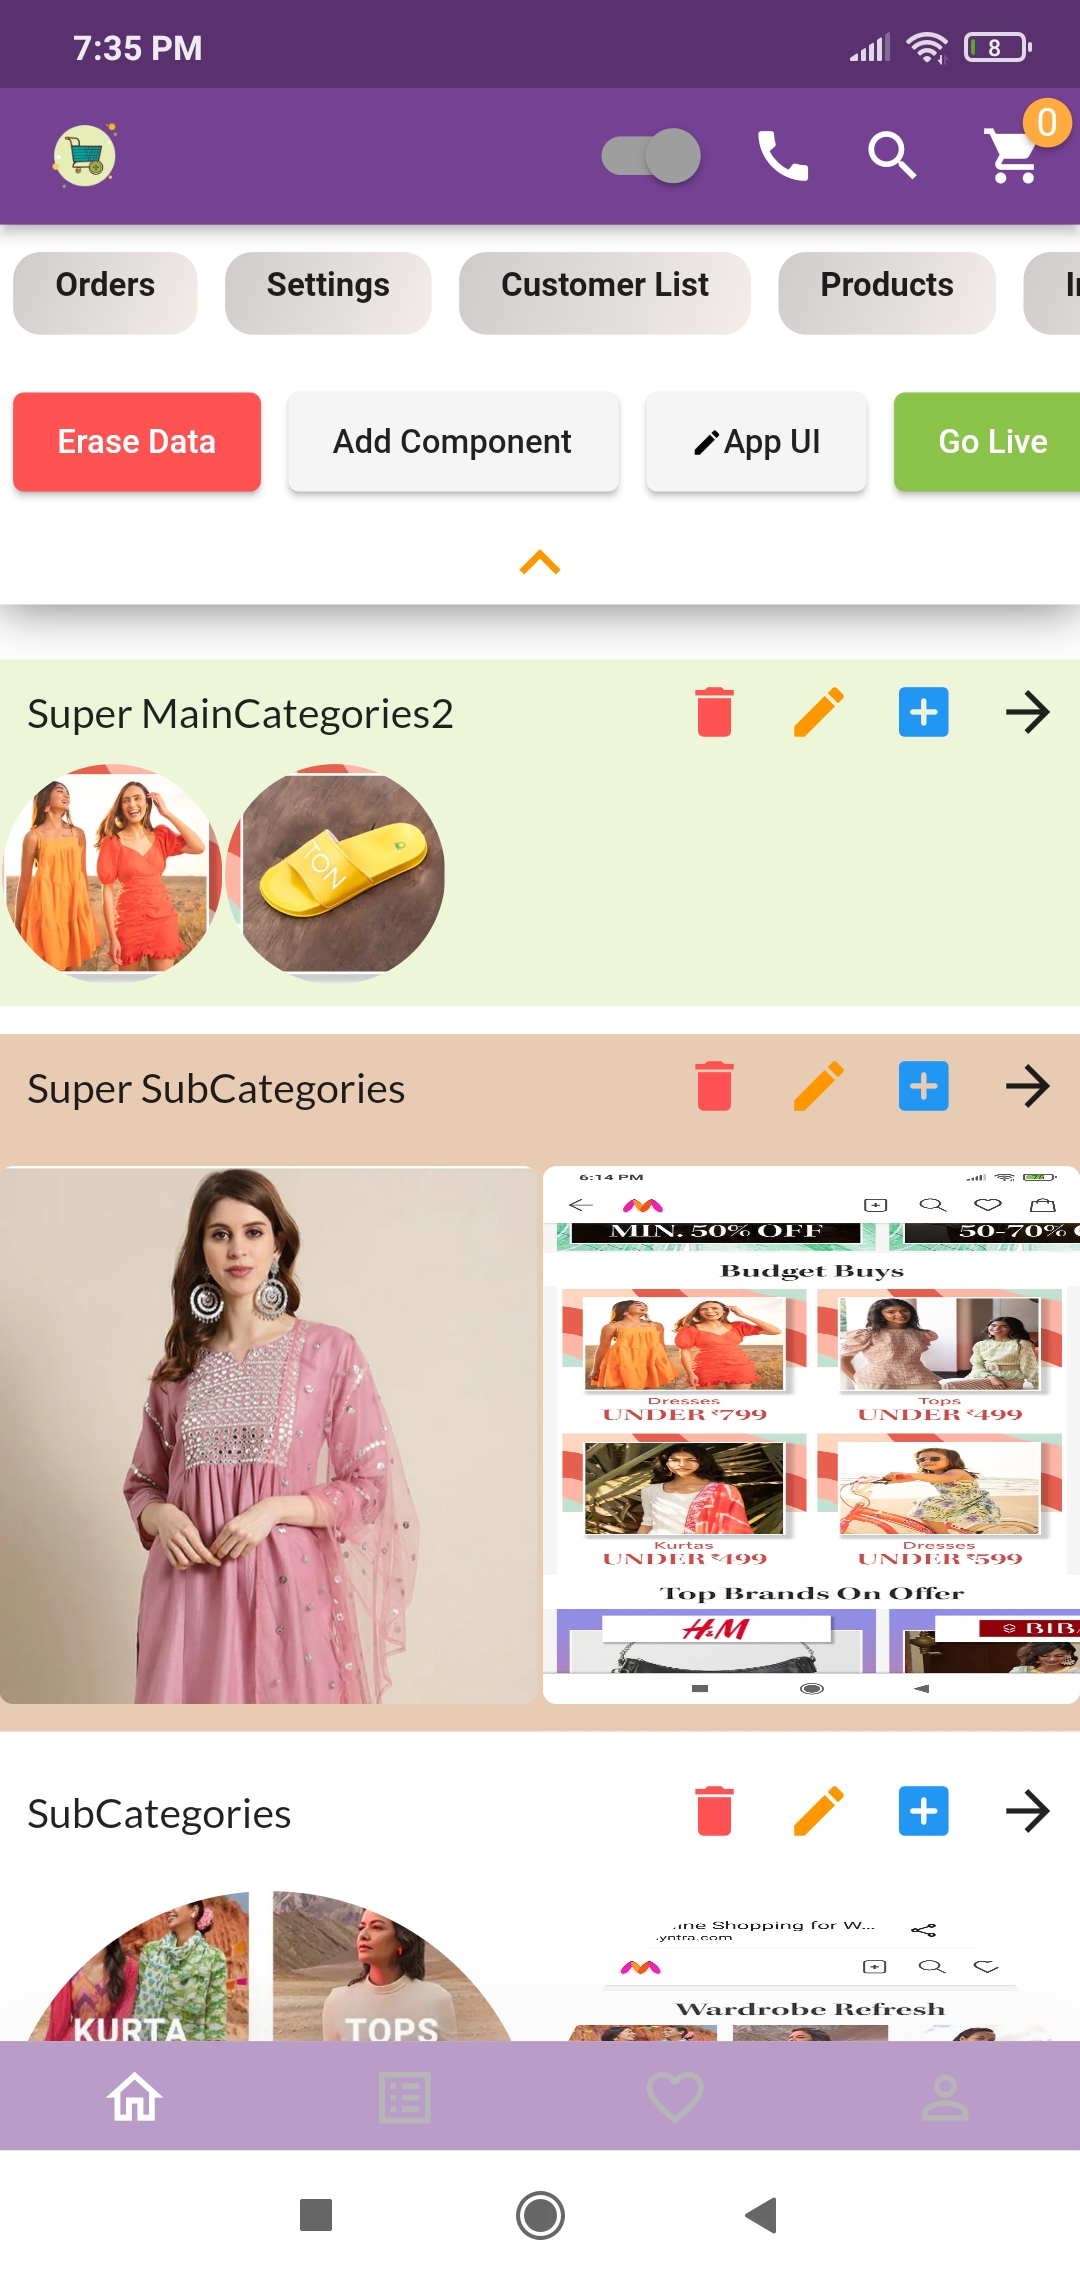 7:35 PM
8
0
Orders Settings Customer List Products
Erase Data Add Component App UI Go Live
Super MainCategories2
TON
Super SubCategories
6:14 PM
MIN. 50% OFF 50-70%
Budget Buys
Dresses Tops
UNDER ₹799 UNDER ₹499
Kurtas Dresses
UNDER ₹499 UNDER ₹599
Top Brands On Offer
H&M BIBA
SubCategories
ine Shopping for W...
yntra.com
Wardrobe Refresh
KURTA TOPS